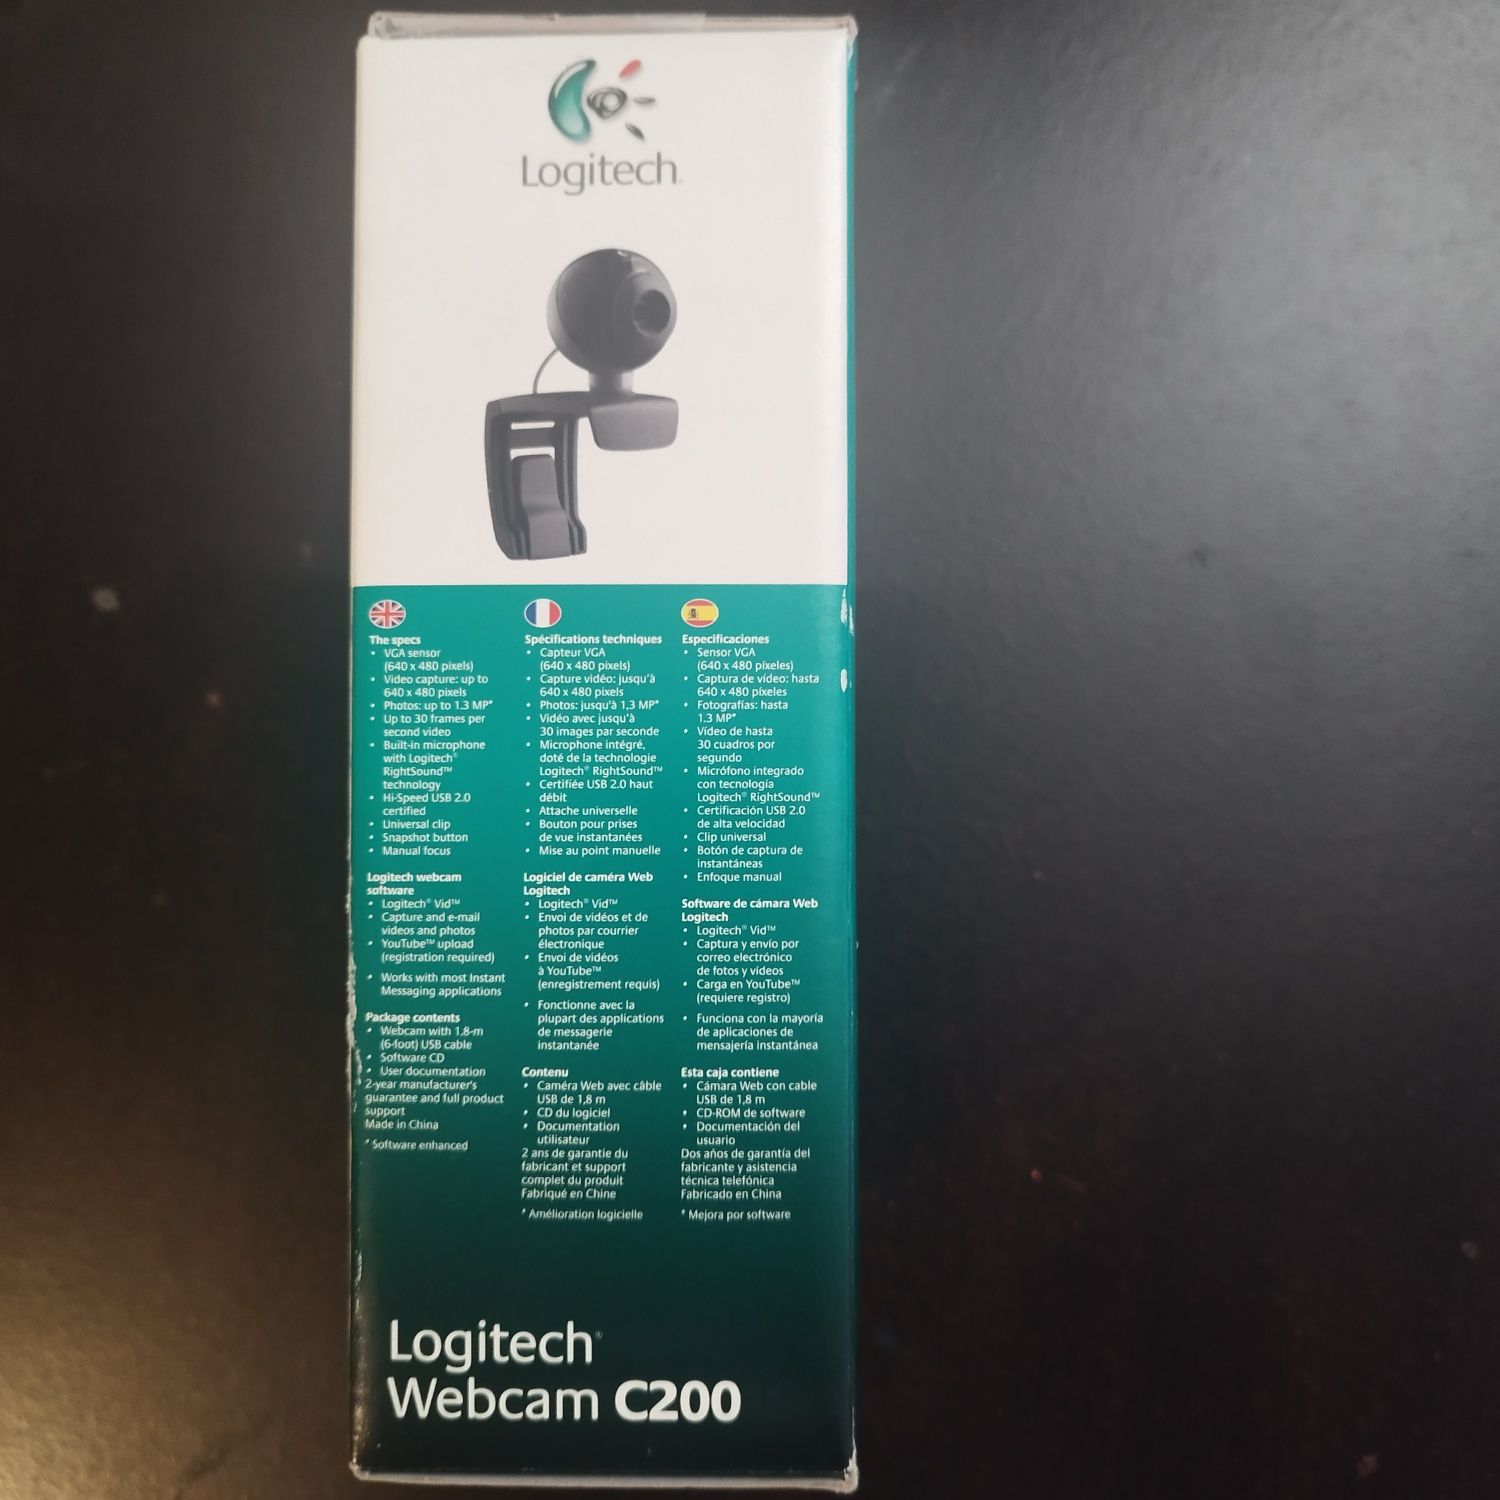 Logitech
The specs
• VGA sensor
(640 x 480 pixels)
• Video capture: up to
640 x 480 pixels
• Photos: up to 1.3 MP*
• Up to 30 frames per
second video
• Built-in microphone
with Logitech®
RightSound™
technology
• Hi-Speed USB 2.0
certified
• Universal clip
• Snapshot button
• Manual focus
Logitech webcam
software
• Logitech® Vid™
• Capture and e-mail
videos and photos
• YouTube™ upload
(registration required)
• Works with most Instant
Messaging applications
Package contents
• Webcam with 1,8-m
(6-foot) USB cable
• Software CD
• User documentation
2-year manufacturer's
guarantee and full product
support
Made in China
* Software enhanced
Spécifications techniques
• Capteur VGA
(640 x 480 pixels)
• Capture vidéo: jusqu'à
640 x 480 pixels
• Photos: jusqu'à 1,3 MP*
• Vidéo avec jusqu'à
30 images par seconde
• Microphone intégré,
doté de la technologie
Logitech® RightSound™
• Certifiée USB 2.0 haut
débit
• Attache universelle
• Bouton pour prises
de vue instantanées
• Mise au point manuelle
Logiciel de caméra Web
Logitech
• Logitech® Vid™
• Envoi de vidéos et de
photos par courrier
électronique
• Envoi de vidéos
à YouTube™
(enregistrement requis)
• Fonctionne avec la
plupart des applications
de messagerie
instantanée
Contenu
• Caméra Web avec câble
USB de 1,8 m
• CD du logiciel
• Documentation
utilisateur
2 ans de garantie du
fabricant et support
complet du produit
Fabriqué en Chine
* Amélioration logicielle
Especificaciones
• Sensor VGA
(640 x 480 píxeles)
• Captura de vídeo: hasta
640 x 480 píxeles
• Fotografías: hasta
1.3 MP*
• Vídeo de hasta
30 cuadros por
segundo
• Micrófono integrado
con tecnología
Logitech® RightSound™
• Certificación USB 2.0
de alta velocidad
• Clip universal
• Botón de captura de
instantáneas
• Enfoque manual
Software de cámara Web
Logitech
• Logitech® Vid™
• Captura y envío por
correo electrónico
de fotos y vídeos
• Carga en YouTube™
(requiere registro)
• Funciona con la mayoría
de aplicaciones de
mensajería instantánea
Esta caja contiene
• Cámara Web con cable
USB de 1,8 m
• CD-ROM de software
• Documentación del
usuario
Dos años de garantía del
fabricante y asistencia
técnica telefónica
Fabricado en China
* Mejora por software
Logitech®
Webcam C200